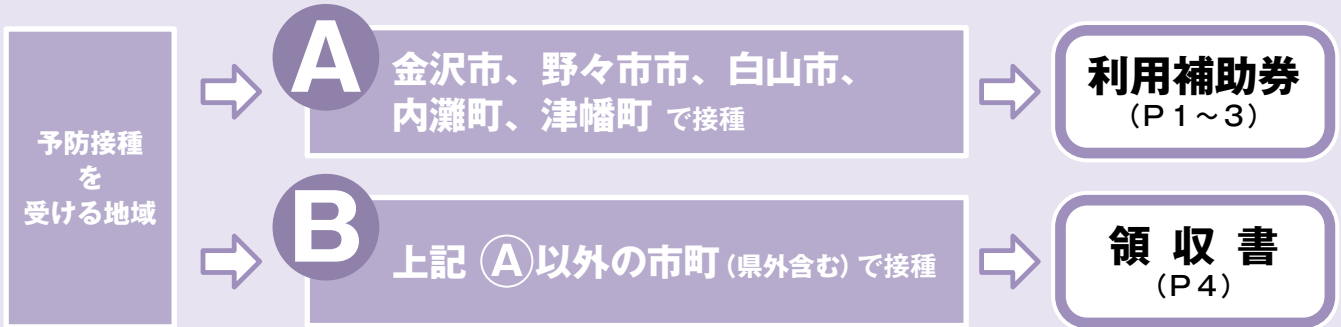 予防接種
を
受ける地域
A
金沢市、野々市市、白山市、
内灘町、津幡町 で接種
利用補助券
（P1～3）
B
上記Ⓐ以外の市町（県外含む）で接種
領収書
（P4）